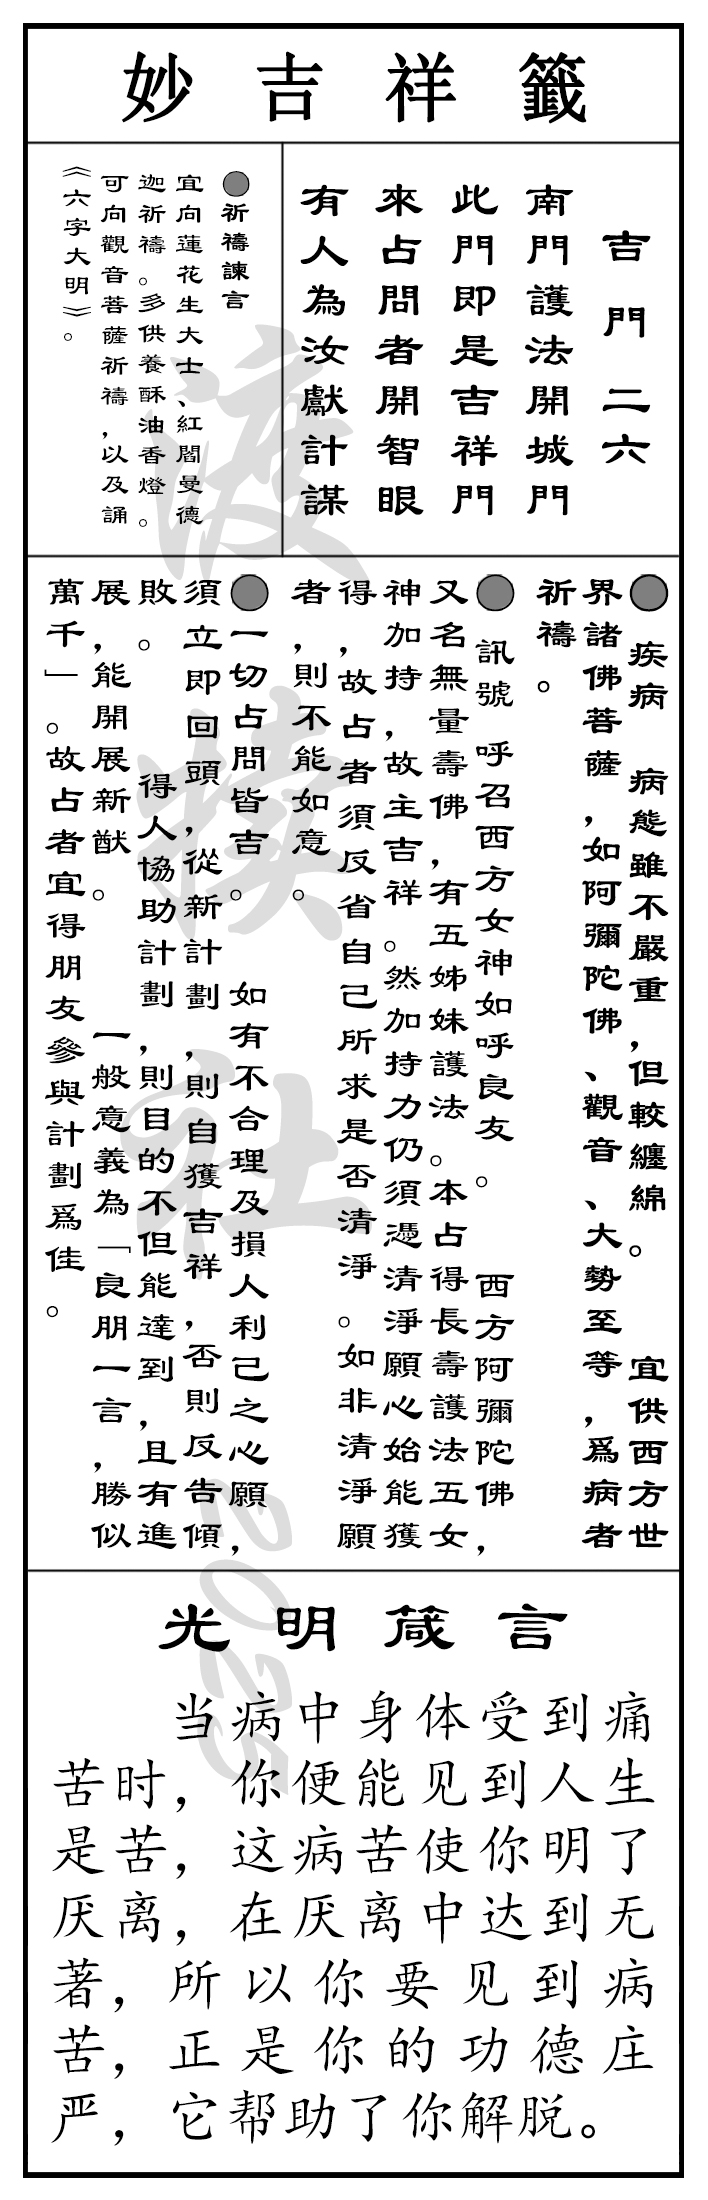 妙吉祥籤
吉門二六
南門護法開城門
此門即是吉祥門
來占問者開智眼
有人為汝獻計謀
●祈禱諫言
宜向蓮花生大士、紅閻曼德
迦祈禱。多供養酥油香燈。
可向觀音菩薩祈禱，以及誦
《六字大明》。
●疾病　病態雖不嚴重，但較纏綿。　宜供西方世
界諸佛菩薩，如阿彌陀佛、觀音、大勢至等，爲病者
祈禱。
●訊號　呼召西方女神如呼良友。　西方阿彌陀佛，
又名無量壽佛，有五姊妹護法。本占得長壽護法五女
神加持，故主吉祥。然加持力仍須憑清淨願心始能獲
得，故占者須反省自己所求是否清淨。如非清淨願
者，則不能如意。
●一切占問皆吉。　如有不合理及損人利己之心願，
須立即回頭，從新計劃，則自獲吉祥，否則反告傾
敗。　得人協助計劃，則目的不但能達到，且有進
展，能開展新猷。　一般意義為「良朋一言，勝似
萬千」。故占者宜得朋友參與計劃爲佳。
光明箴言
当病中身体受到痛
苦时，你便能见到人生
是苦，这病苦使你明了
厌离，在厌离中达到无
著，所以你要见到病
苦，正是你的功德庄
严，它帮助了你解脱。
渡犢社 2025